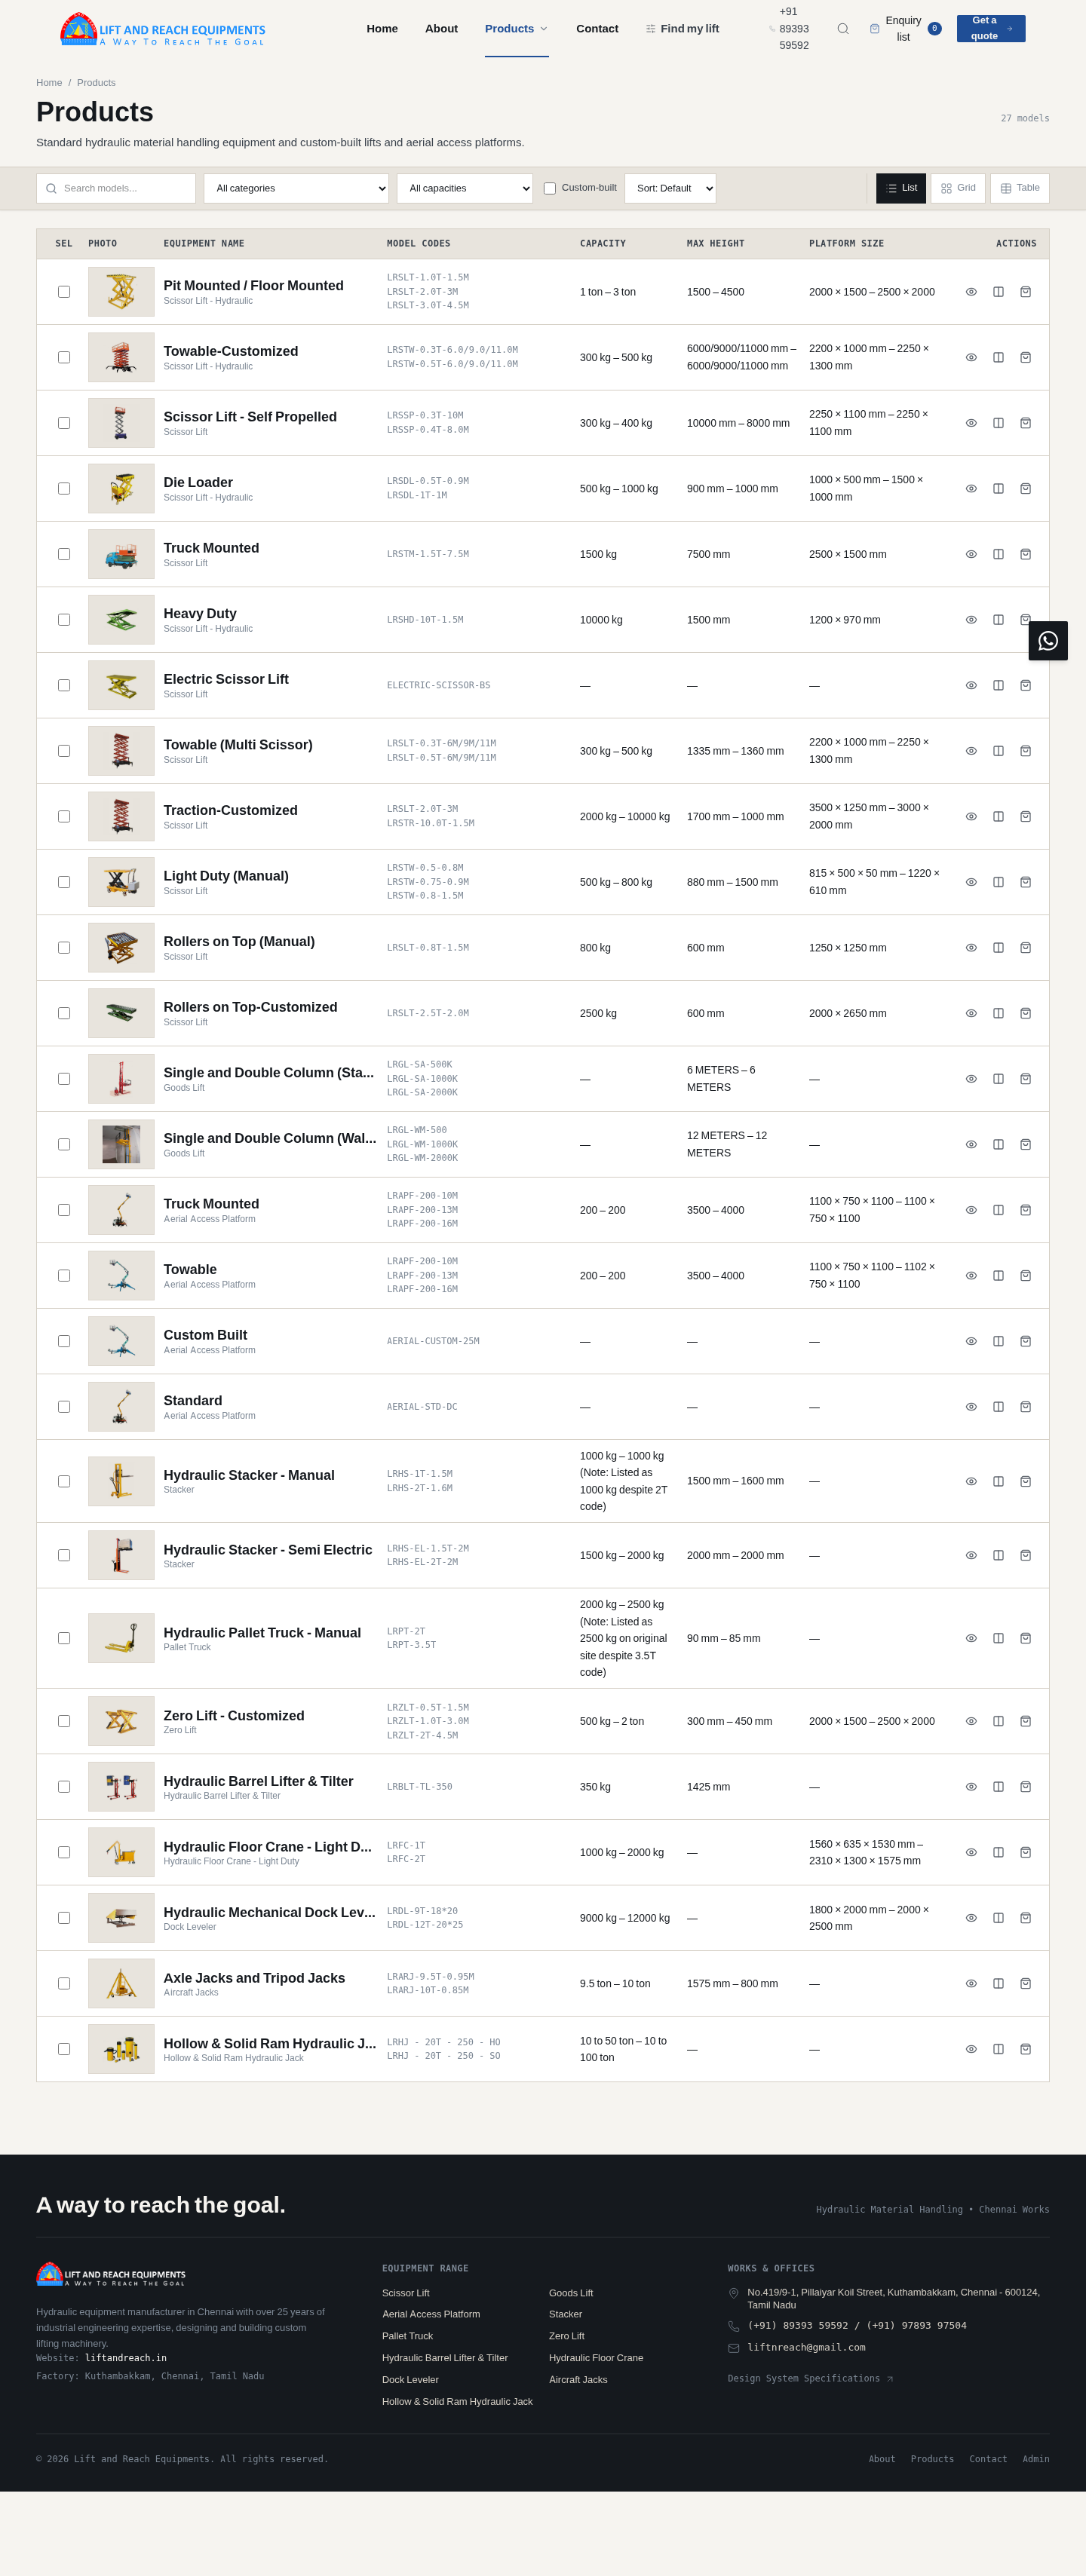 LIFT AND REACH EQUIPMENTS
A Way To Reach The Goal
Home
About
Products
Contact
Find my lift
+91
89393
59592
Enquiry
list
0
Get a
quote
Home / Products
Products
27 models
Standard hydraulic material handling equipment and custom-built lifts and aerial access platforms.
Search models...
All categories
All capacities
Custom-built
Sort: Default
List
Grid
Table
SEL PHOTO EQUIPMENT NAME MODEL CODES CAPACITY MAX HEIGHT PLATFORM SIZE ACTIONS
Pit Mounted / Floor Mounted
Scissor Lift - Hydraulic
LRSLT-1.0T-1.5M
LRSLT-2.0T-3M
LRSLT-3.0T-4.5M
1 ton – 3 ton
1500 – 4500
2000 × 1500 – 2500 × 2000
Towable-Customized
Scissor Lift - Hydraulic
LRSTW-0.3T-6.0/9.0/11.0M
LRSTW-0.5T-6.0/9.0/11.0M
300 kg – 500 kg
6000/9000/11000 mm –
6000/9000/11000 mm
2200 × 1000 mm – 2250 ×
1300 mm
Scissor Lift - Self Propelled
Scissor Lift
LRSSP-0.3T-10M
LRSSP-0.4T-8.0M
300 kg – 400 kg
10000 mm – 8000 mm
2250 × 1100 mm – 2250 ×
1100 mm
Die Loader
Scissor Lift - Hydraulic
LRSDL-0.5T-0.9M
LRSDL-1T-1M
500 kg – 1000 kg
900 mm – 1000 mm
1000 × 500 mm – 1500 ×
1000 mm
Truck Mounted
Scissor Lift
LRSTM-1.5T-7.5M
1500 kg
7500 mm
2500 × 1500 mm
Heavy Duty
Scissor Lift - Hydraulic
LRSHD-10T-1.5M
10000 kg
1500 mm
1200 × 970 mm
Electric Scissor Lift
Scissor Lift
ELECTRIC-SCISSOR-BS
—
—
—
Towable (Multi Scissor)
Scissor Lift
LRSLT-0.3T-6M/9M/11M
LRSLT-0.5T-6M/9M/11M
300 kg – 500 kg
1335 mm – 1360 mm
2200 × 1000 mm – 2250 ×
1300 mm
Traction-Customized
Scissor Lift
LRSLT-2.0T-3M
LRSTR-10.0T-1.5M
2000 kg – 10000 kg
1700 mm – 1000 mm
3500 × 1250 mm – 3000 ×
2000 mm
Light Duty (Manual)
Scissor Lift
LRSTW-0.5-0.8M
LRSTW-0.75-0.9M
LRSTW-0.8-1.5M
500 kg – 800 kg
880 mm – 1500 mm
815 × 500 × 50 mm – 1220 ×
610 mm
Rollers on Top (Manual)
Scissor Lift
LRSLT-0.8T-1.5M
800 kg
600 mm
1250 × 1250 mm
Rollers on Top-Customized
Scissor Lift
LRSLT-2.5T-2.0M
2500 kg
600 mm
2000 × 2650 mm
Single and Double Column (Sta...
Goods Lift
LRGL-SA-500K
LRGL-SA-1000K
LRGL-SA-2000K
—
6 METERS – 6
METERS
—
Single and Double Column (Wal...
Goods Lift
LRGL-WM-500
LRGL-WM-1000K
LRGL-WM-2000K
—
12 METERS – 12
METERS
—
Truck Mounted
Aerial Access Platform
LRAPF-200-10M
LRAPF-200-13M
LRAPF-200-16M
200 – 200
3500 – 4000
1100 × 750 × 1100 – 1100 ×
750 × 1100
Towable
Aerial Access Platform
LRAPF-200-10M
LRAPF-200-13M
LRAPF-200-16M
200 – 200
3500 – 4000
1100 × 750 × 1100 – 1102 ×
750 × 1100
Custom Built
Aerial Access Platform
AERIAL-CUSTOM-25M
—
—
—
Standard
Aerial Access Platform
AERIAL-STD-DC
—
—
—
Hydraulic Stacker - Manual
Stacker
LRHS-1T-1.5M
LRHS-2T-1.6M
1000 kg – 1000 kg
(Note: Listed as
1000 kg despite 2T
code)
1500 mm – 1600 mm
—
Hydraulic Stacker - Semi Electric
Stacker
LRHS-EL-1.5T-2M
LRHS-EL-2T-2M
1500 kg – 2000 kg
2000 mm – 2000 mm
—
Hydraulic Pallet Truck - Manual
Pallet Truck
LRPT-2T
LRPT-3.5T
2000 kg – 2500 kg
(Note: Listed as
2500 kg on original
site despite 3.5T
code)
90 mm – 85 mm
—
Zero Lift - Customized
Zero Lift
LRZLT-0.5T-1.5M
LRZLT-1.0T-3.0M
LRZLT-2T-4.5M
500 kg – 2 ton
300 mm – 450 mm
2000 × 1500 – 2500 × 2000
Hydraulic Barrel Lifter & Tilter
Hydraulic Barrel Lifter & Tilter
LRBLT-TL-350
350 kg
1425 mm
—
Hydraulic Floor Crane - Light D...
Hydraulic Floor Crane - Light Duty
LRFC-1T
LRFC-2T
1000 kg – 2000 kg
—
1560 × 635 × 1530 mm –
2310 × 1300 × 1575 mm
Hydraulic Mechanical Dock Lev...
Dock Leveler
LRDL-9T-18*20
LRDL-12T-20*25
9000 kg – 12000 kg
—
1800 × 2000 mm – 2000 ×
2500 mm
Axle Jacks and Tripod Jacks
Aircraft Jacks
LRARJ-9.5T-0.95M
LRARJ-10T-0.85M
9.5 ton – 10 ton
1575 mm – 800 mm
—
Hollow & Solid Ram Hydraulic J...
Hollow & Solid Ram Hydraulic Jack
LRHJ - 20T - 250 - HO
LRHJ - 20T - 250 - SO
10 to 50 ton – 10 to
100 ton
—
—
A way to reach the goal.
Hydraulic Material Handling • Chennai Works
LIFT AND REACH EQUIPMENTS
A Way To Reach The Goal
Hydraulic equipment manufacturer in Chennai with over 25 years of
industrial engineering expertise, designing and building custom
lifting machinery.
Website: liftandreach.in
Factory: Kuthambakkam, Chennai, Tamil Nadu
EQUIPMENT RANGE
Scissor Lift
Goods Lift
Aerial Access Platform
Stacker
Pallet Truck
Zero Lift
Hydraulic Barrel Lifter & Tilter
Hydraulic Floor Crane
Dock Leveler
Aircraft Jacks
Hollow & Solid Ram Hydraulic Jack
WORKS & OFFICES
No.419/9-1, Pillaiyar Koil Street, Kuthambakkam, Chennai - 600124,
Tamil Nadu
(+91) 89393 59592 / (+91) 97893 97504
liftnreach@gmail.com
Design System Specifications
© 2026 Lift and Reach Equipments. All rights reserved.
About
Products
Contact
Admin